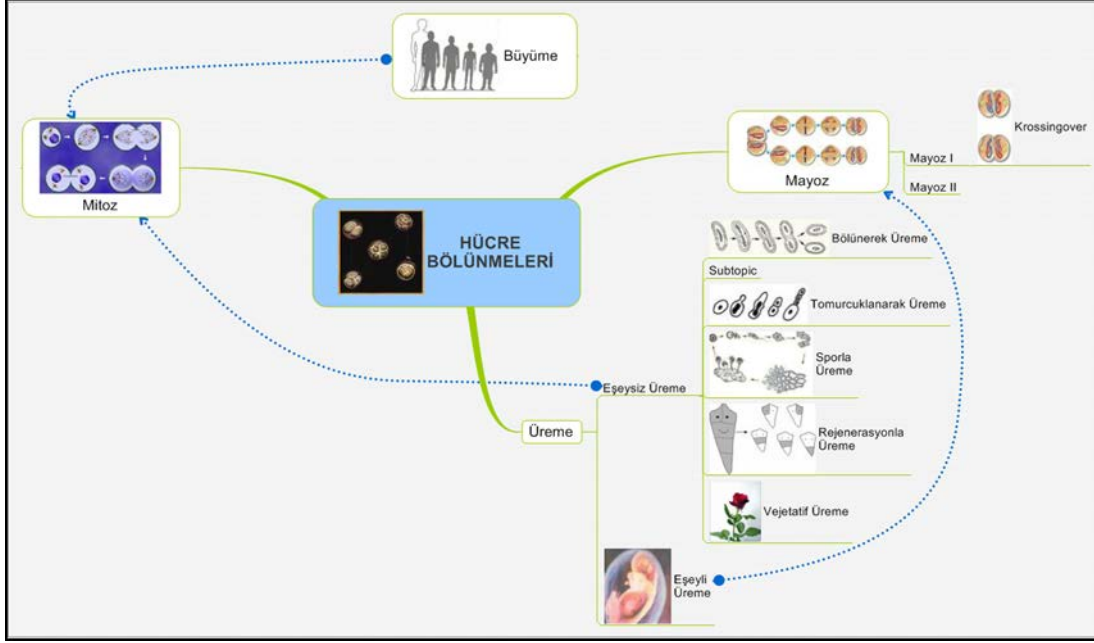 Büyüme
Mitoz
Mayoz
Mayoz I
Krossingover
Mayoz II
HÜCRE
BÖLÜNMELERİ
Üreme
Eşeysiz Üreme
Bölünerek Üreme
Subtopic
Tomurcuklanarak Üreme
Sporla
Üreme
Rejenerasyonla
Üreme
Vejetatif Üreme
Eşeyli
Üreme